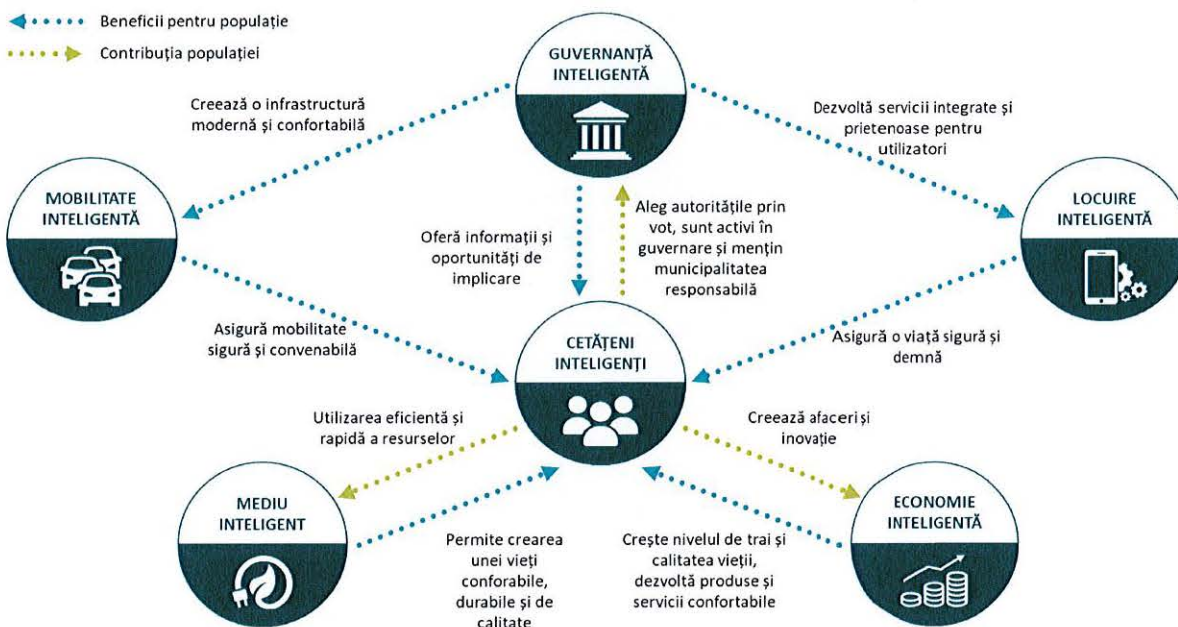 Beneficii pentru populație
Contribuția populației
GUVERNANȚĂ
INTELIGENTĂ
Creează o infrastructură
modernă și confortabilă
Dezvoltă servicii integrate și
prietenoase pentru
utilizatori
MOBILITATE
INTELIGENTĂ
LOCUIRE
INTELIGENTĂ
Oferă informații și
oportunități de
implicare
Aleg autoritățile prin
vot, sunt activi în
guvernare și mențin
municipalitatea
responsabilă
Asigură mobilitate
sigură și convenabilă
CETĂȚENI
INTELIGENȚI
Asigură o viață sigură și
demnă
Utilizarea eficientă și
rapidă a resurselor
Creează afaceri și
inovație
MEDIU
INTELIGENT
ECONOMIE
INTELIGENTĂ
Permite crearea
unei vieți
conforabile,
durabile și de
calitate
Crește nivelul de trai și
calitatea vieții,
dezvoltă produse și
servicii confortabile